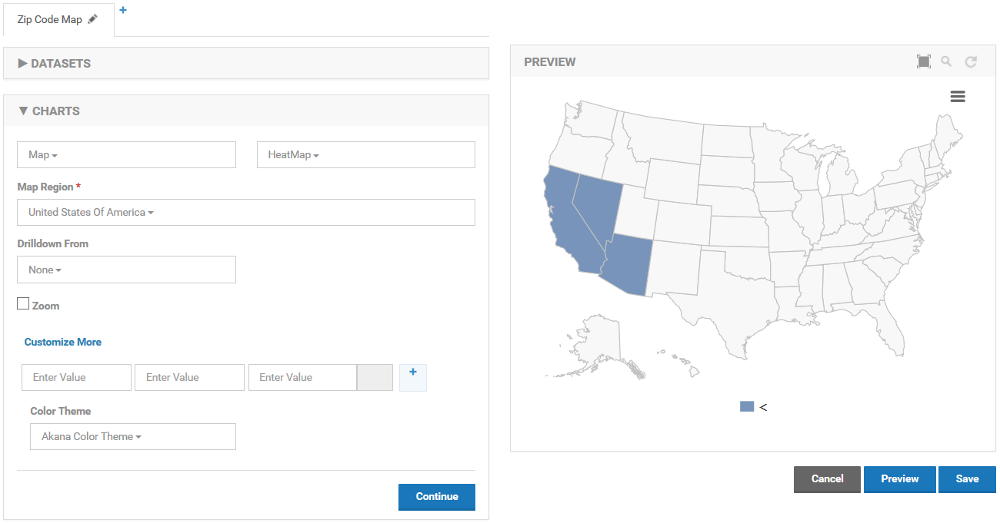 Zip Code Map
+
DATASETS
CHARTS
Map
HeatMap
Map Region *
United States Of America
Drilldown From
None
Zoom
Customize More
Enter Value Enter Value Enter Value +
Color Theme
Akana Color Theme
Continue
PREVIEW
<
Cancel Preview Save